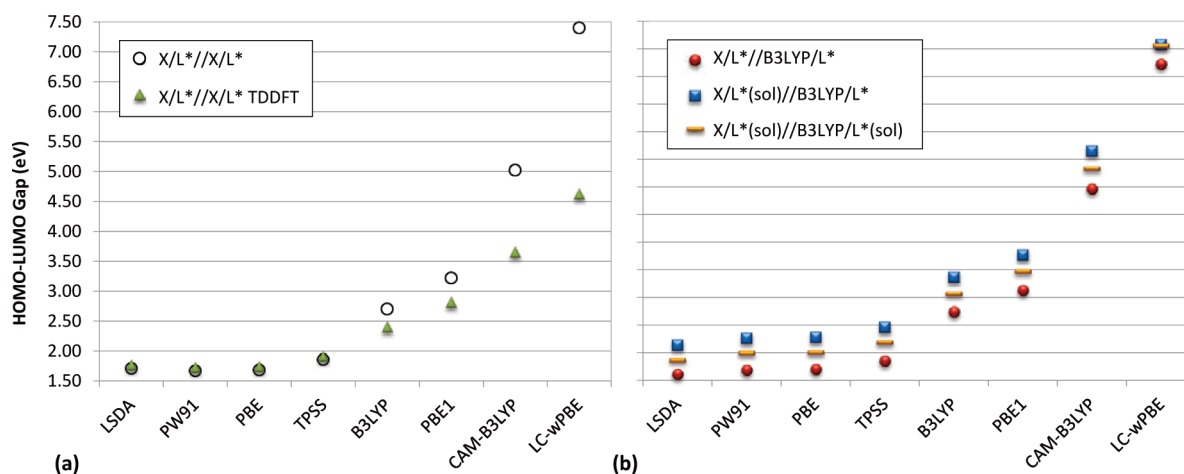 7.50
7.00
6.50
6.00
5.50
5.00
4.50
4.00
3.50
3.00
2.50
2.00
1.50
HOMO-LUMO Gap (eV)
X/L*//X/L*
X/L*//X/L* TDDFT
LSDA
PW91
PBE
TPSS
B3LYP
PBE1
CAM-B3LYP
LC-wPBE
(a)
X/L*//B3LYP/L*
X/L*(sol)//B3LYP/L*
X/L*(sol)//B3LYP/L*(sol)
LSDA
PW91
PBE
TPSS
B3LYP
PBE1
CAM-B3LYP
LC-wPBE
(b)